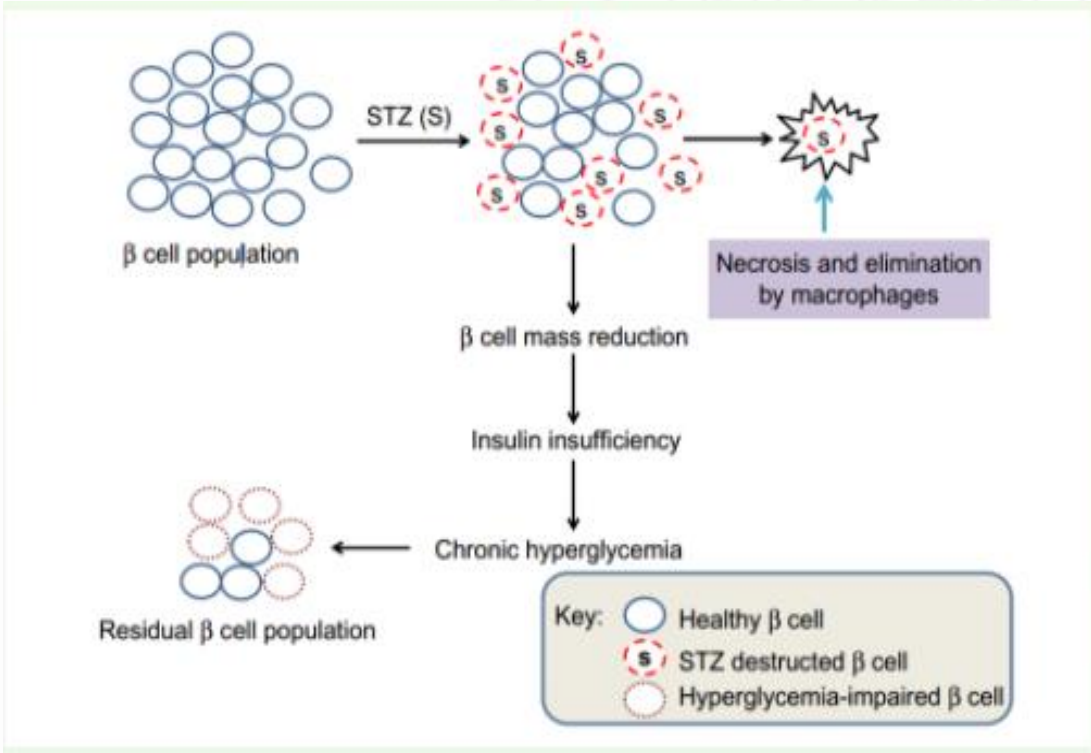 STZ (S)
S
S
S
S
S
S
S
S
S
β cell population
Necrosis and elimination
by macrophages
β cell mass reduction
Insulin insufficiency
Chronic hyperglycemia
Residual β cell population
Key:
Healthy β cell
S
STZ destructed β cell
Hyperglycemia-impaired β cell